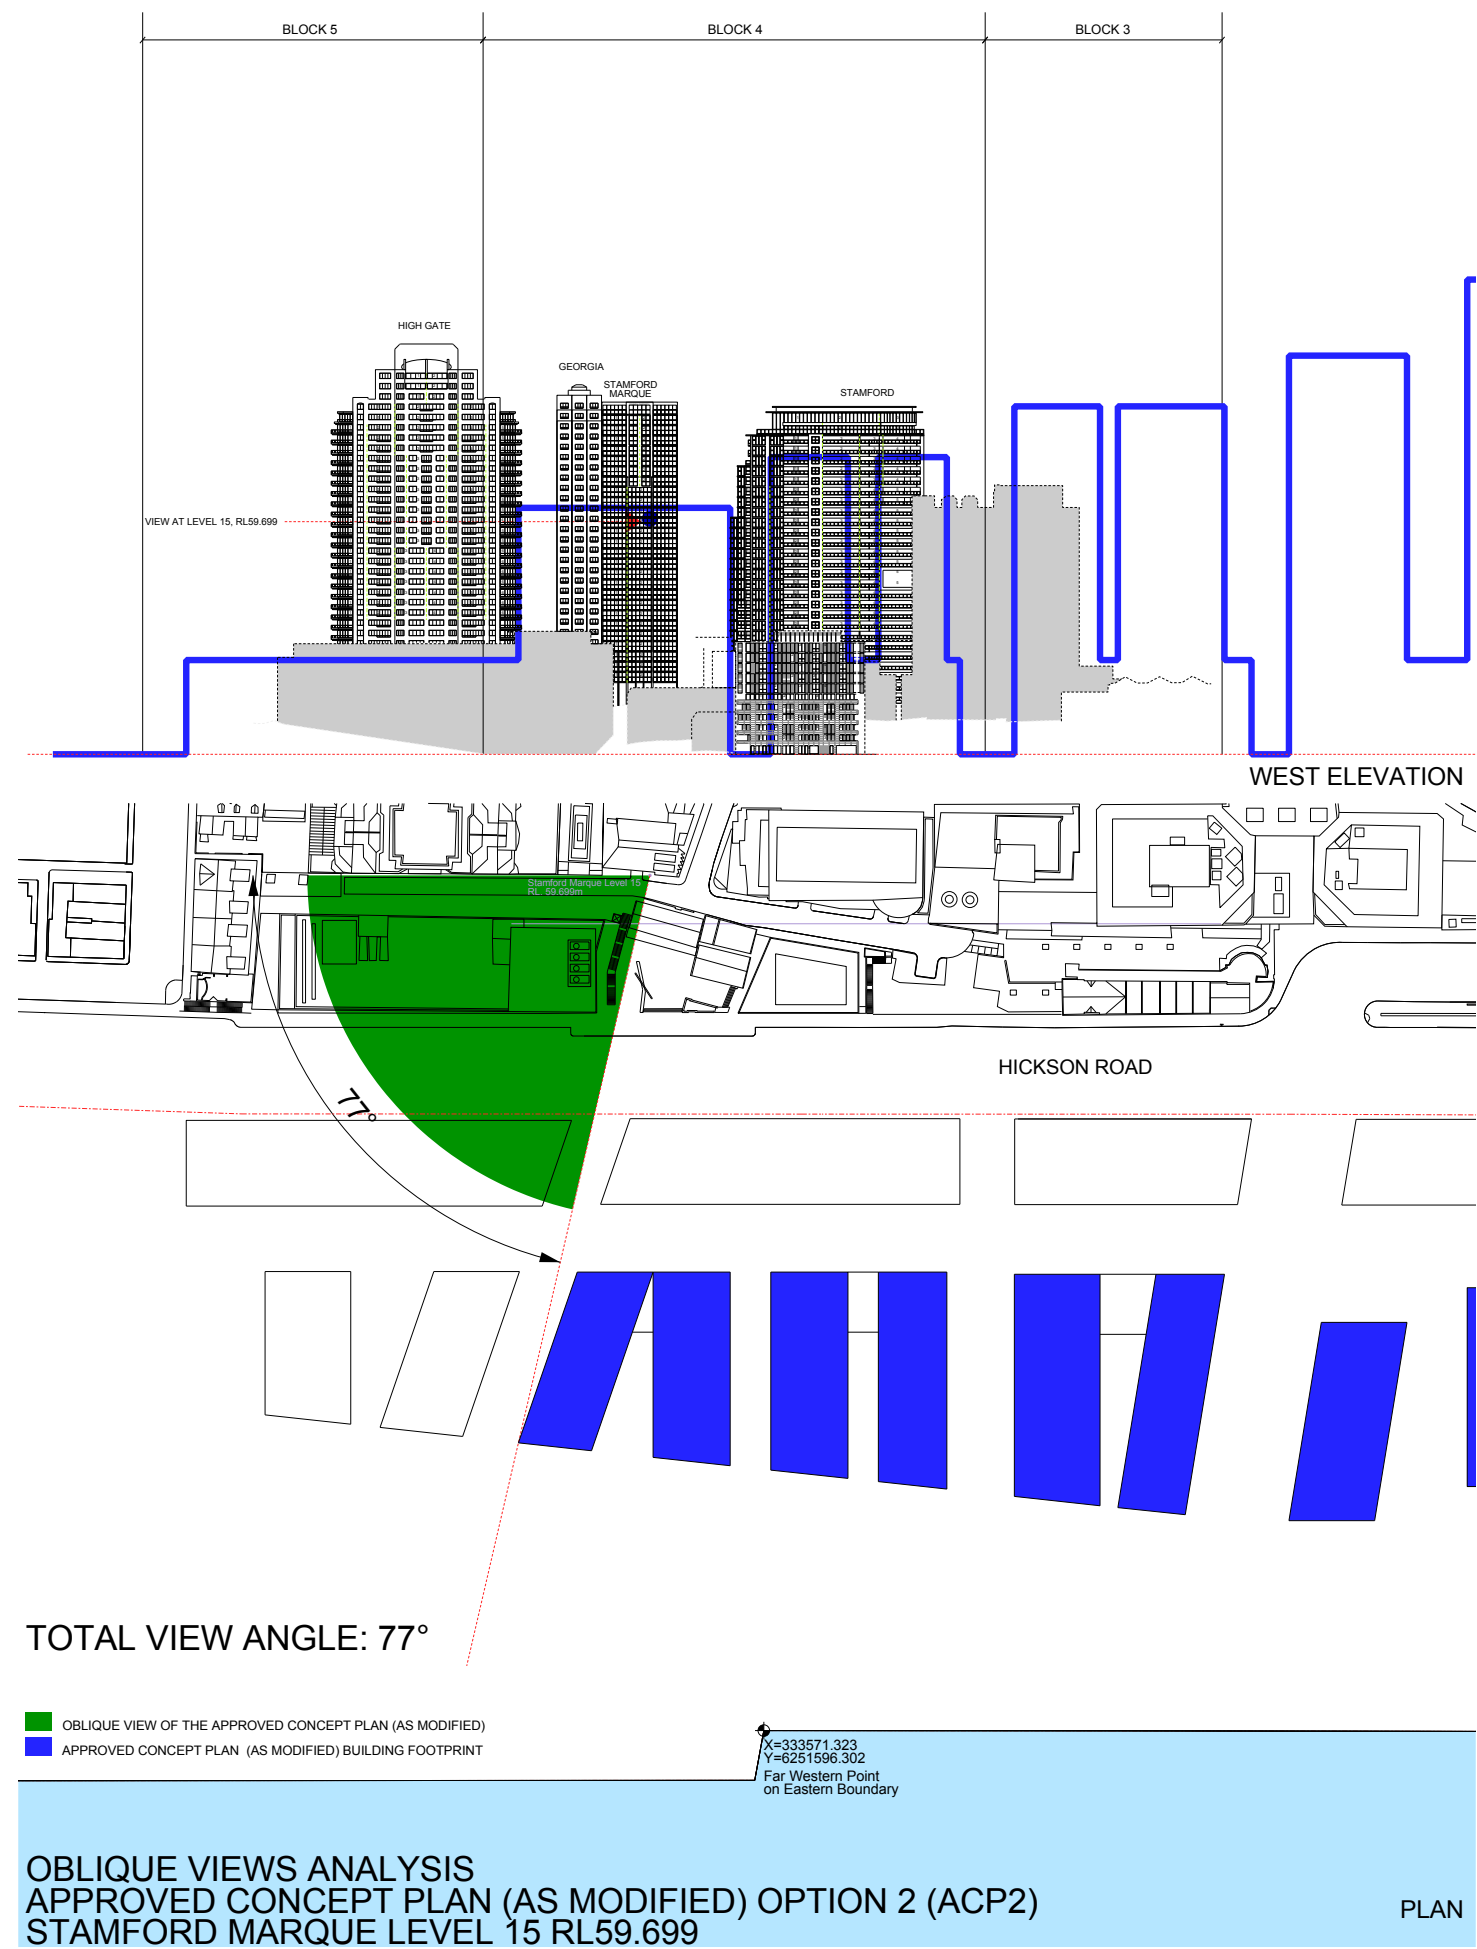 BLOCK 5
BLOCK 4
BLOCK 3
HIGH GATE
GEORGIA
STAMFORD
MARQUE
STAMFORD
VIEW AT LEVEL 15, RL59.699
WEST ELEVATION
Stamford Marque Level 15
RL 59.699m
HICKSON ROAD
77°
TOTAL VIEW ANGLE: 77°
OBLIQUE VIEW OF THE APPROVED CONCEPT PLAN (AS MODIFIED)
APPROVED CONCEPT PLAN (AS MODIFIED) BUILDING FOOTPRINT
X=333571.323
Y=6251596.302
Far Western Point
on Eastern Boundary
OBLIQUE VIEWS ANALYSIS
APPROVED CONCEPT PLAN (AS MODIFIED) OPTION 2 (ACP2)
STAMFORD MARQUE LEVEL 15 RL59.699
PLAN